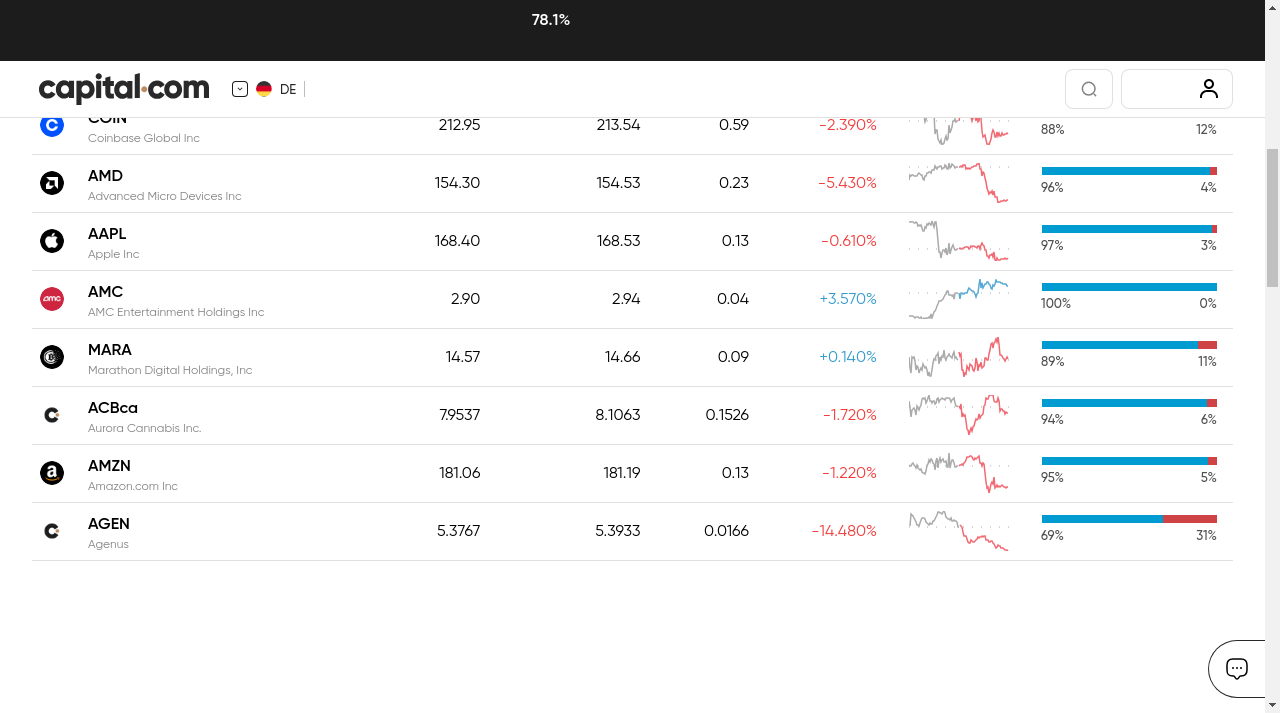 78.1%
capital.com
DE
COIN
Coinbase Global Inc
212.95
213.54
0.59
-2.390%
88%
12%
AMD
Advanced Micro Devices Inc
154.30
154.53
0.23
-5.430%
96%
4%
AAPL
Apple Inc
168.40
168.53
0.13
-0.610%
97%
3%
amc
AMC
AMC Entertainment Holdings Inc
2.90
2.94
0.04
+3.570%
100%
0%
MARA
Marathon Digital Holdings, Inc
14.57
14.66
0.09
+0.140%
89%
11%
ACBca
Aurora Cannabis Inc.
7.9537
8.1063
0.1526
-1.720%
94%
6%
AMZN
Amazon.com Inc
181.06
181.19
0.13
-1.220%
95%
5%
AGEN
Agenus
5.3767
5.3933
0.0166
-14.480%
69%
31%